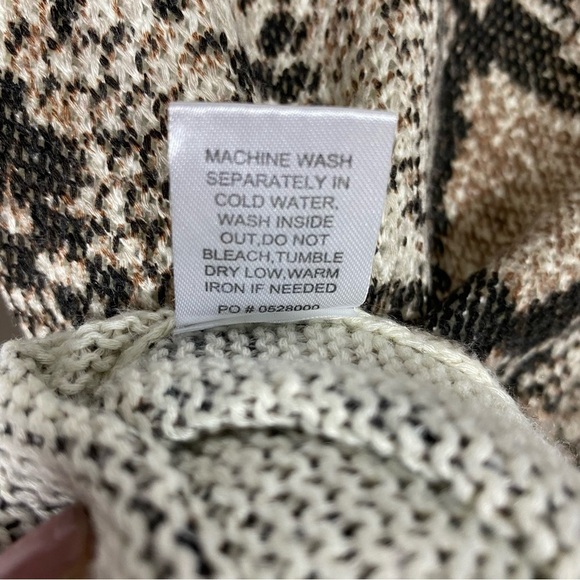 MACHINE WASH
SEPARATELY IN
COLD WATER,
WASH INSIDE
OUT,DO NOT
BLEACH,TUMBLE
DRY LOW,WARM
IRON IF NEEDED
PO # 0528000